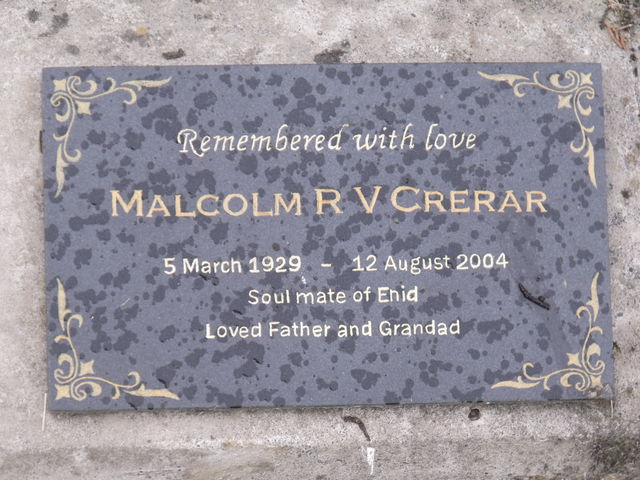 Remembered with love
MALCOLM R V CRERAR
5 March 1929 - 12 August 2004
Soul mate of Enid
Loved Father and Grandad